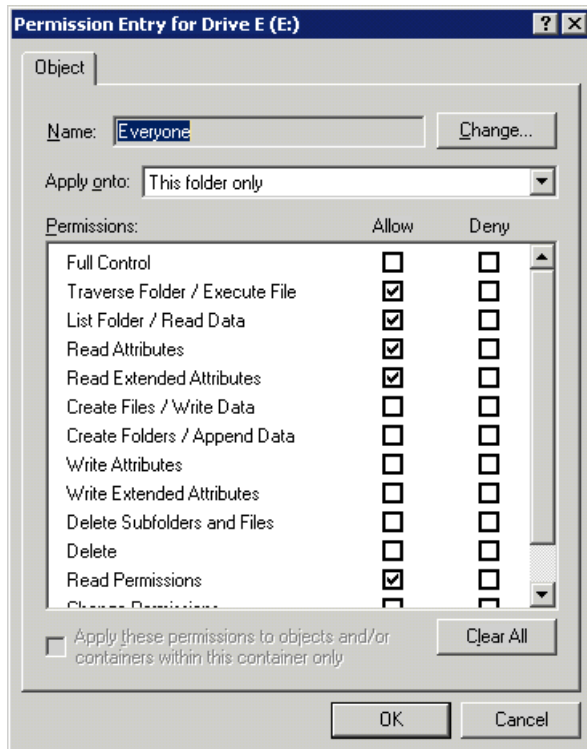 Permission Entry for Drive E (E:)
Object
Name: Everyone Change...
Apply onto: This folder only
Permissions: Allow Deny
Full Control
Traverse Folder / Execute File
List Folder / Read Data
Read Attributes
Read Extended Attributes
Create Files / Write Data
Create Folders / Append Data
Write Attributes
Write Extended Attributes
Delete Subfolders and Files
Delete
Read Permissions
Change Permissions
Apply these permissions to objects and/or
containers within this container only
Clear All
OK Cancel